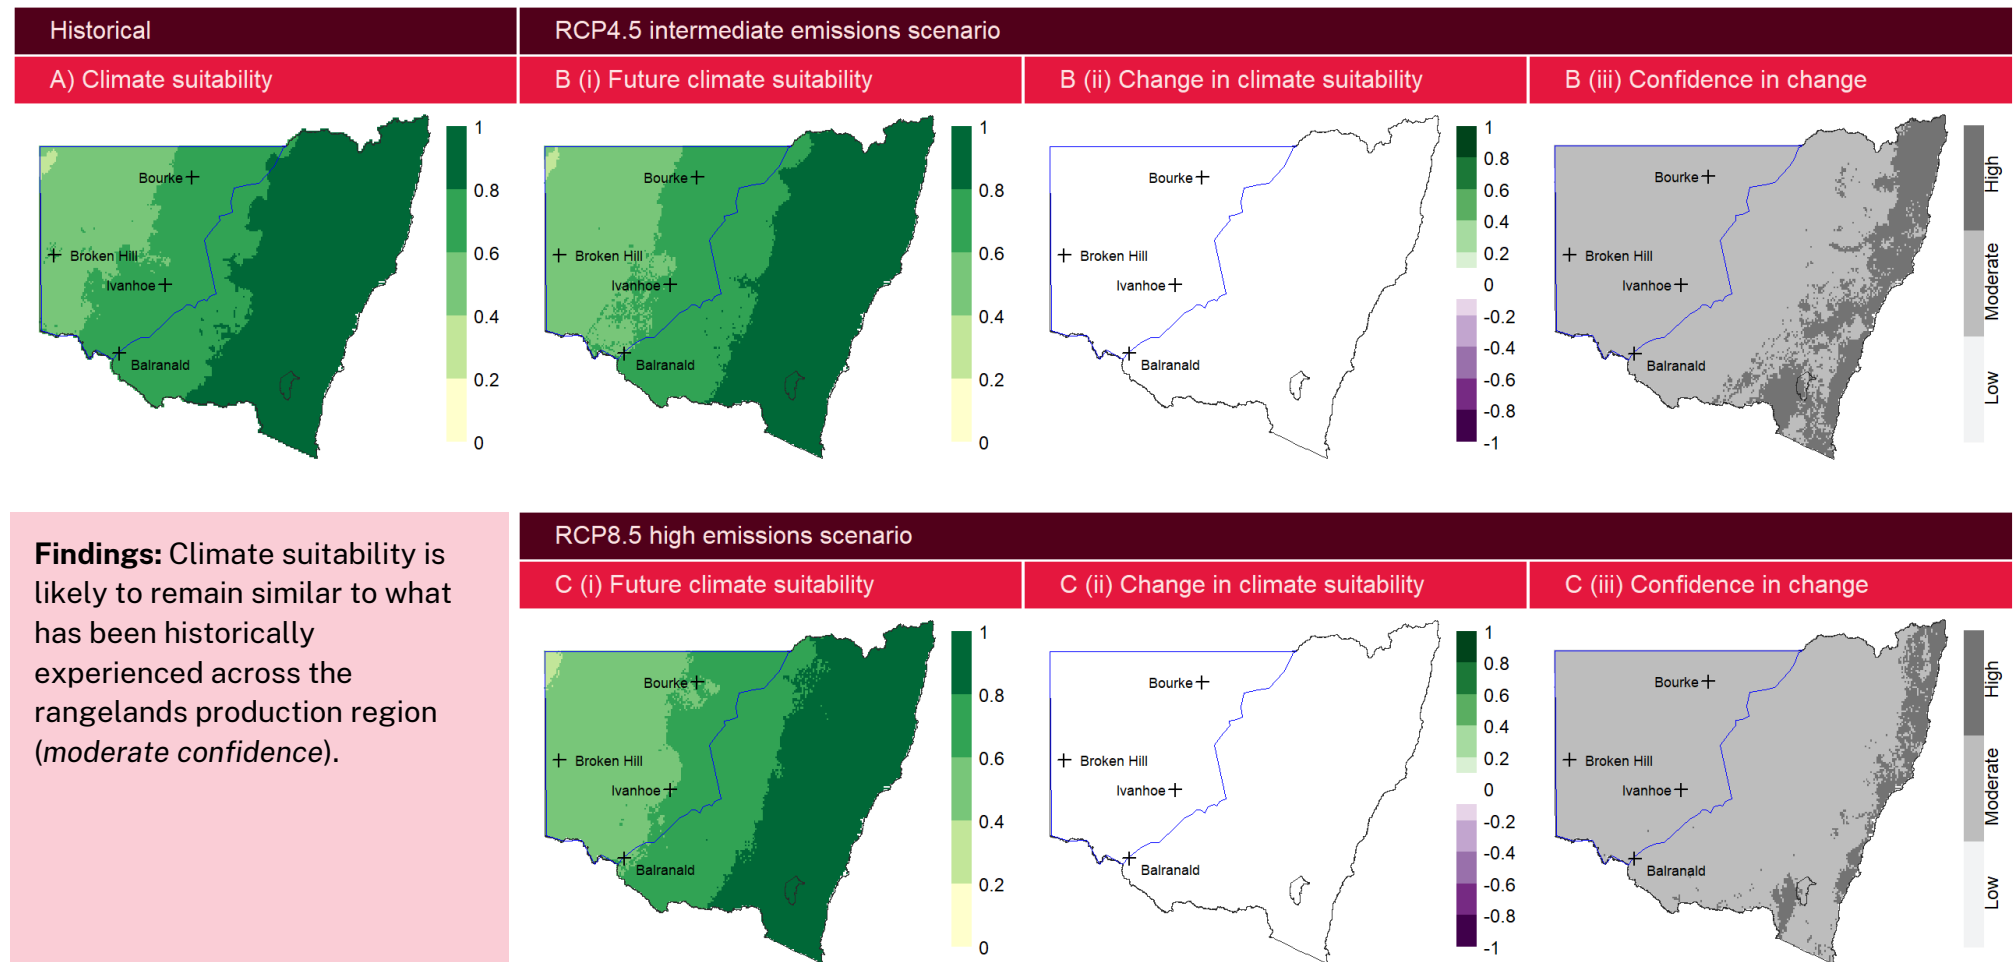 Historical
RCP4.5 intermediate emissions scenario
A) Climate suitability
B (i) Future climate suitability
B (ii) Change in climate suitability
B (iii) Confidence in change
Bourke
Broken Hill
Ivanhoe
Balranald
1
0.8
0.6
0.4
0.2
0
Bourke
Broken Hill
Ivanhoe
Balranald
1
0.8
0.6
0.4
0.2
0
Bourke
Broken Hill
Ivanhoe
Balranald
1
0.8
0.6
0.4
0.2
0
-0.2
-0.4
-0.6
-0.8
-1
Bourke
Broken Hill
Ivanhoe
Balranald
High
Moderate
Low
Findings: Climate suitability is
likely to remain similar to what
has been historically
experienced across the
rangelands production region
(moderate confidence).
RCP8.5 high emissions scenario
C (i) Future climate suitability
C (ii) Change in climate suitability
C (iii) Confidence in change
Bourke
Broken Hill
Ivanhoe
Balranald
1
0.8
0.6
0.4
0.2
0
Bourke
Broken Hill
Ivanhoe
Balranald
1
0.8
0.6
0.4
0.2
0
-0.2
-0.4
-0.6
-0.8
-1
Bourke
Broken Hill
Ivanhoe
Balranald
High
Moderate
Low